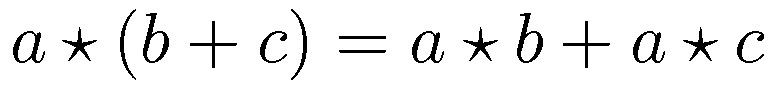 a ⋆ (b + c) = a ⋆ b + a ⋆ c